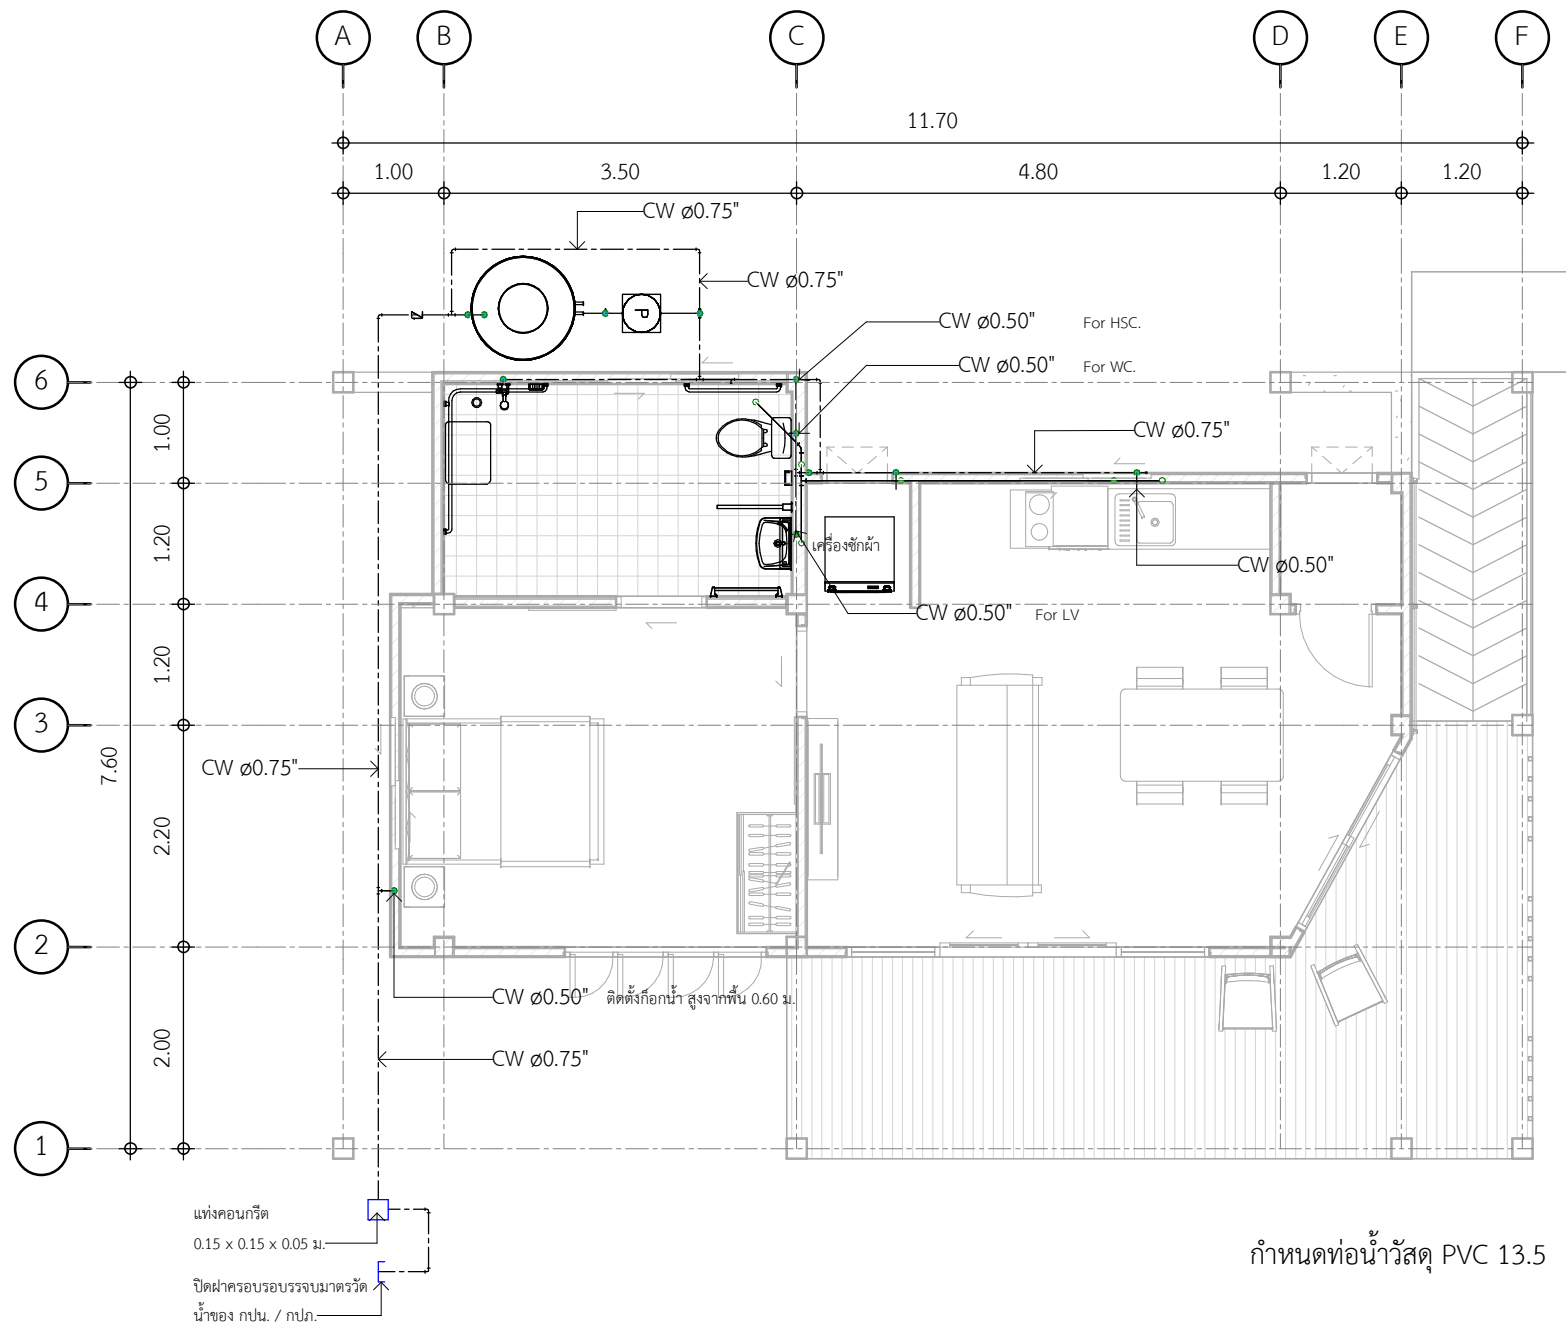 A B C D E F
11.70
1.00 3.50 4.80 1.20 1.20
CW ø0.75"
CW ø0.75"
P
Z
CW ø0.50" For HSC.
CW ø0.50" For WC.
CW ø0.75"
เครื่องซักผ้า
CW ø0.50"
CW ø0.50" For LV
6
1.00
5
1.20
4
1.20
3
7.60
CW ø0.75"
2.20
2
CW ø0.50" ติดตั้งก็อกน้ำ สูงจากพื้น 0.60 ม.
2.00
CW ø0.75"
1
แท่งคอนกรีต
0.15 x 0.15 x 0.05 ม.
ปิดฝาครอบรอบรรจบมาตรวัด
น้ำของ กปน. / กปภ.
กำหนดท่อน้ำวัสดุ PVC 13.5